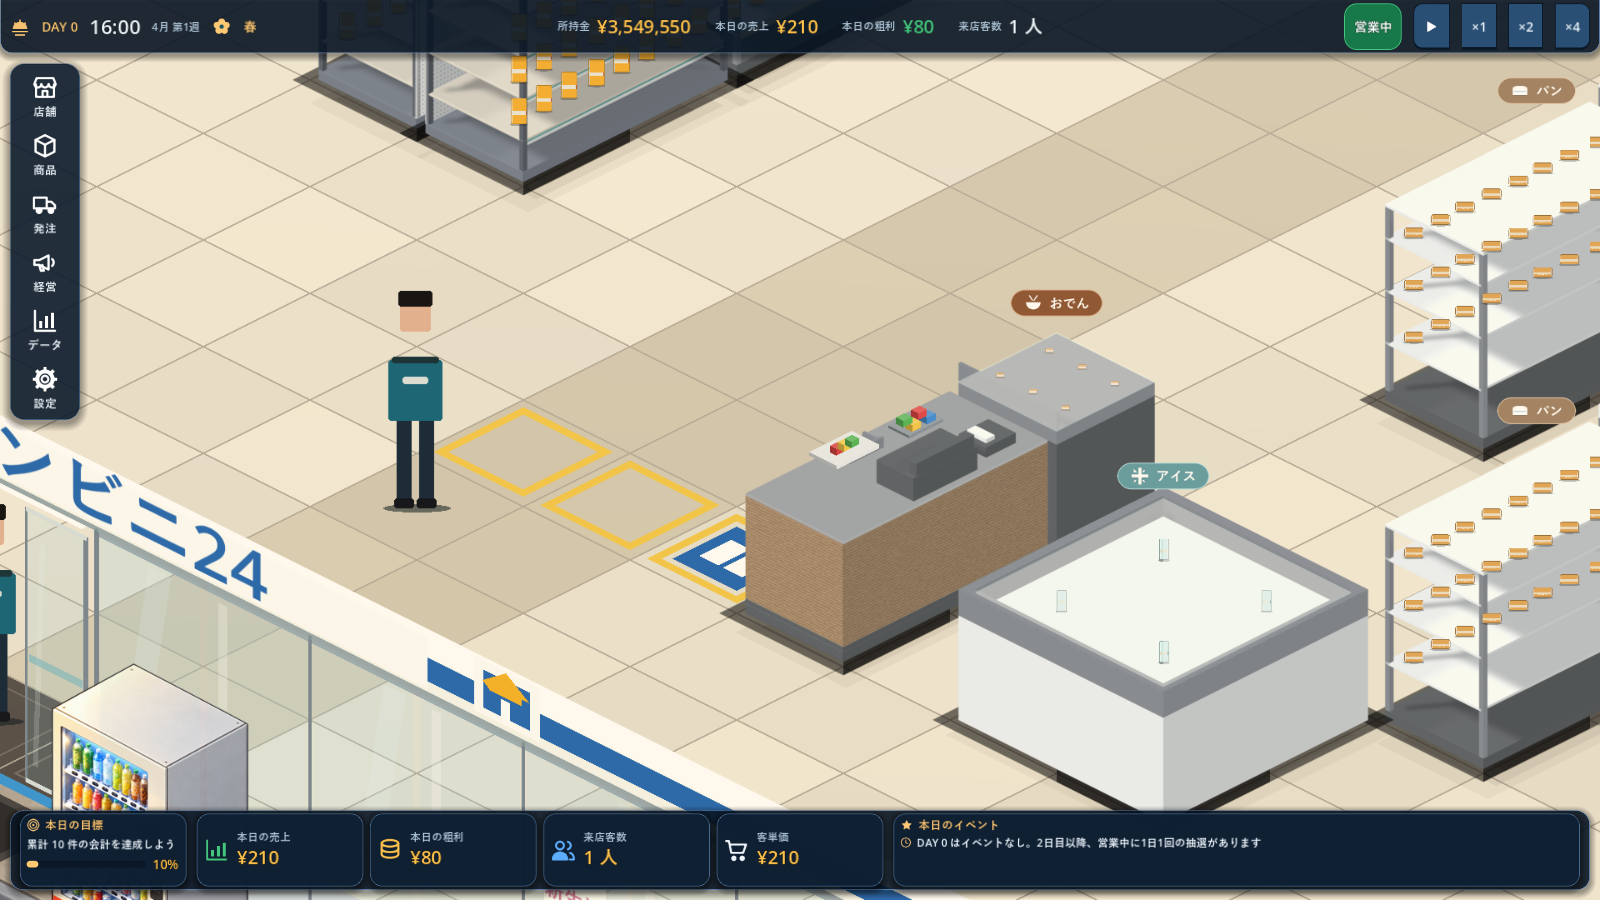 DAY 0 16:00 4月 第1週 春
所持金 ¥3,549,550 本日の売上 ¥210 本日の粗利 ¥80 来店客数 1 人
営業中 ×1 ×2 ×4
店舗
商品
発注
経営
データ
設定
パン
おでん
パン
アイス
ンビニ24
本日の目標
累計 10 件の会計を達成しよう
10%
本日の売上
¥210
本日の粗利
¥80
来店客数
1 人
客単価
¥210
本日のイベント
DAY 0 はイベントなし。2日目以降、営業中に1日1回の抽選があります